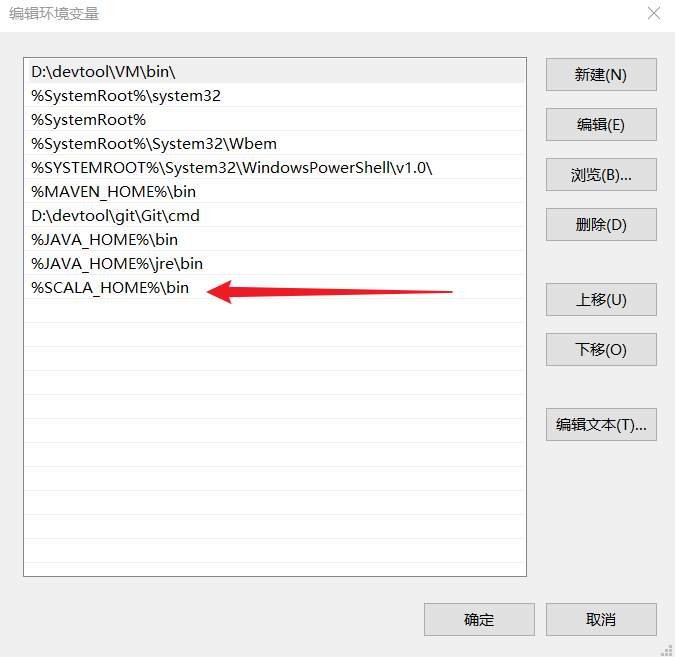 编辑环境变量
D:\devtool\VM\bin\
%SystemRoot%\system32
%SystemRoot%
%SystemRoot%\System32\Wbem
%SYSTEMROOT%\System32\WindowsPowerShell\v1.0\
%MAVEN_HOME%\bin
D:\devtool\git\Git\cmd
%JAVA_HOME%\bin
%JAVA_HOME%\jre\bin
%SCALA_HOME%\bin
新建(N)
编辑(E)
浏览(B)...
删除(D)
上移(U)
下移(O)
编辑文本(T)...
确定
取消